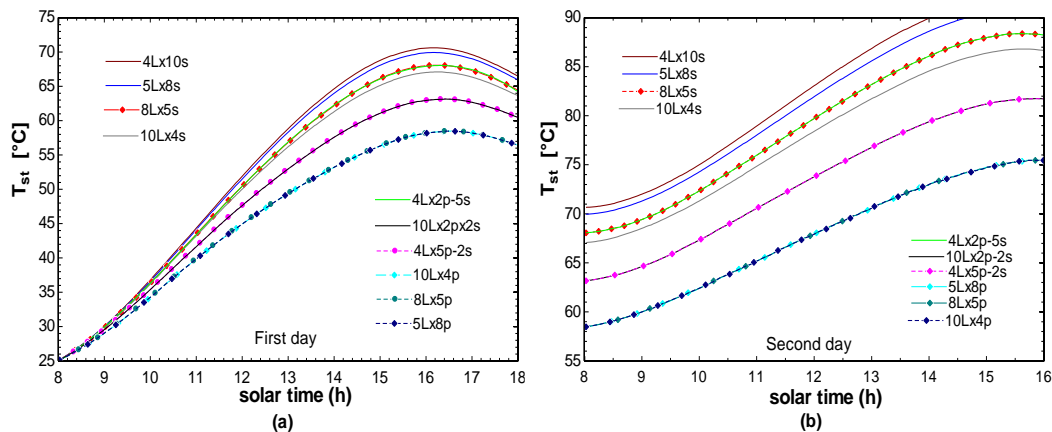 75
70
65
60
55
50
45
40
35
30
25
T_st [°C]
4Lx10s
5Lx8s
8Lx5s
10Lx4s
4Lx2p-5s
10Lx2px2s
4Lx5p-2s
10Lx4p
8Lx5p
5Lx8p
First day
8 9 10 11 12 13 14 15 16 17 18
solar time (h)
(a)
90
85
80
75
70
65
60
55
T_st [°C]
4Lx10s
5Lx8s
8Lx5s
10Lx4s
4Lx2p-5s
10Lx2p-2s
4Lx5p-2s
5Lx8p
8Lx5p
10Lx4p
Second day
8 9 10 11 12 13 14 15 16
solar time (h)
(b)